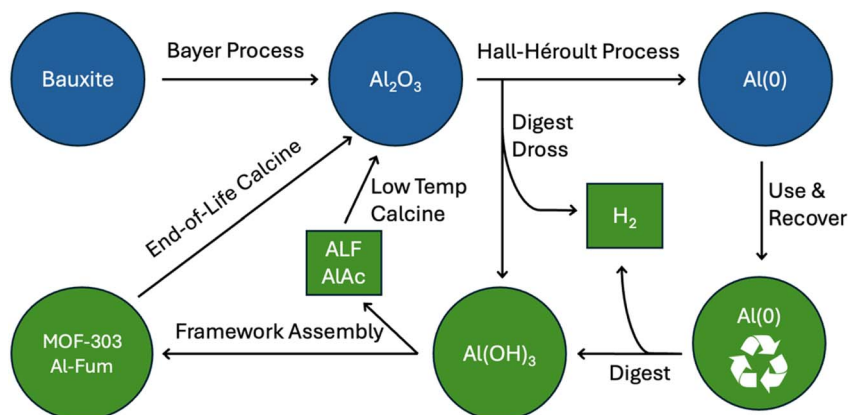 Bayer Process
Hall-Héroult Process
Bauxite
Al₂O₃
Al(0)
Digest
Dross
End-of-Life Calcine
Low Temp
Calcine
Use &
Recover
H₂
ALF
AlAc
MOF-303
Al-Fum
Framework Assembly
Al(OH)₃
Digest
Al(0)